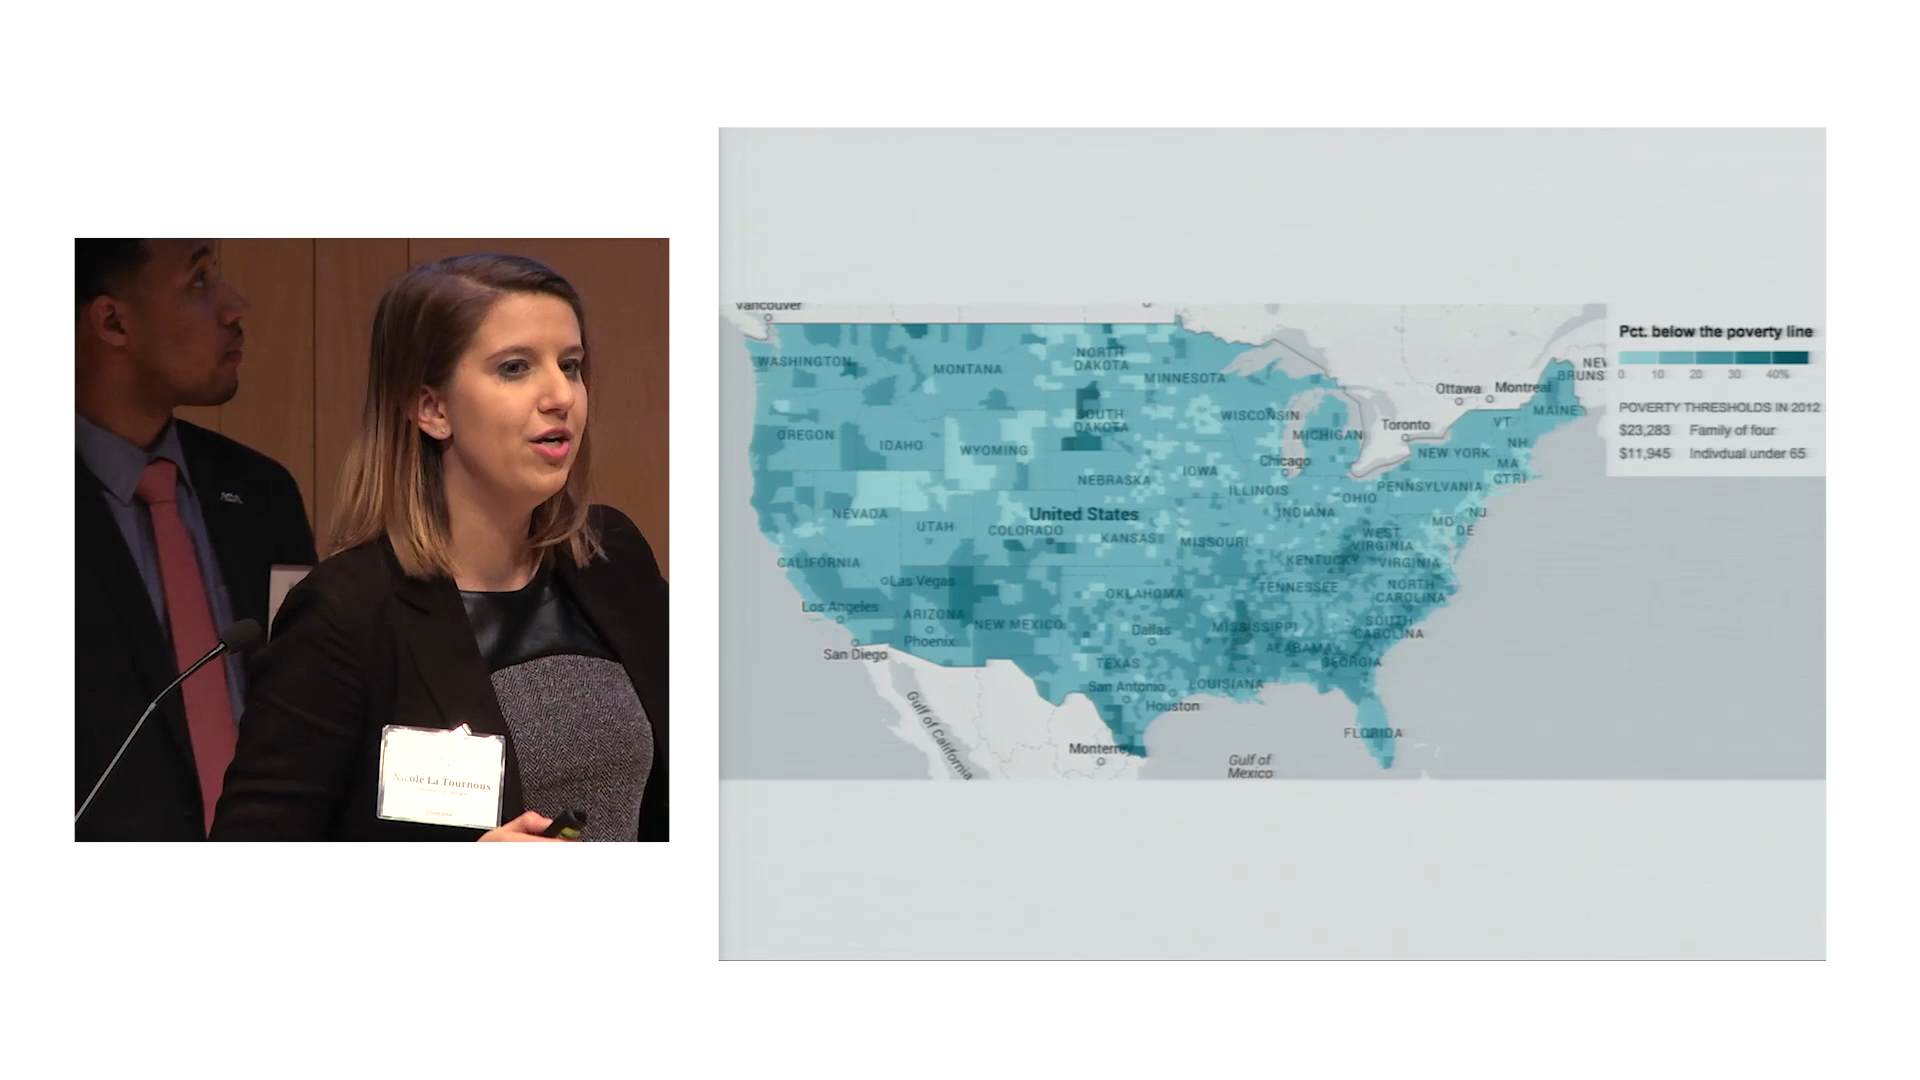 ACA
Nicole La Tournous
Vancouver
WASHINGTON
MONTANA
NORTH
DAKOTA
MINNESOTA
SOUTH
DAKOTA
WISCONSIN
MICHIGAN
OREGON
IDAHO
WYOMING
Ottawa
Montreal
NEW
BRUNS
MAINE
Toronto
VT
NH
NEW YORK
MA
CTRI
Chicago
IOWA
NEBRASKA
ILLINOIS
OHIO
PENNSYLVANIA
NEVADA
UTAH
United States
COLORADO
KANSAS
MISSOURI
INDIANA
NJ
MD
DE
WEST
VIRGINIA
CALIFORNIA
KENTUCKY
VIRGINIA
Las Vegas
TENNESSEE
NORTH
CAROLINA
OKLAHOMA
Los Angeles
ARIZONA
NEW MEXICO
Dallas
MISSISSIPPI
SOUTH
CAROLINA
Phoenix
San Diego
ALABAMA
GEORGIA
TEXAS
San Antonio
LOUISIANA
Houston
Gulf of California
Monterrey
FLORIDA
Gulf of
Mexico
Pct. below the poverty line
0 10 20 30 40%
POVERTY THRESHOLDS IN 2012
$23,283 Family of four
$11,945 Indivdual under 65